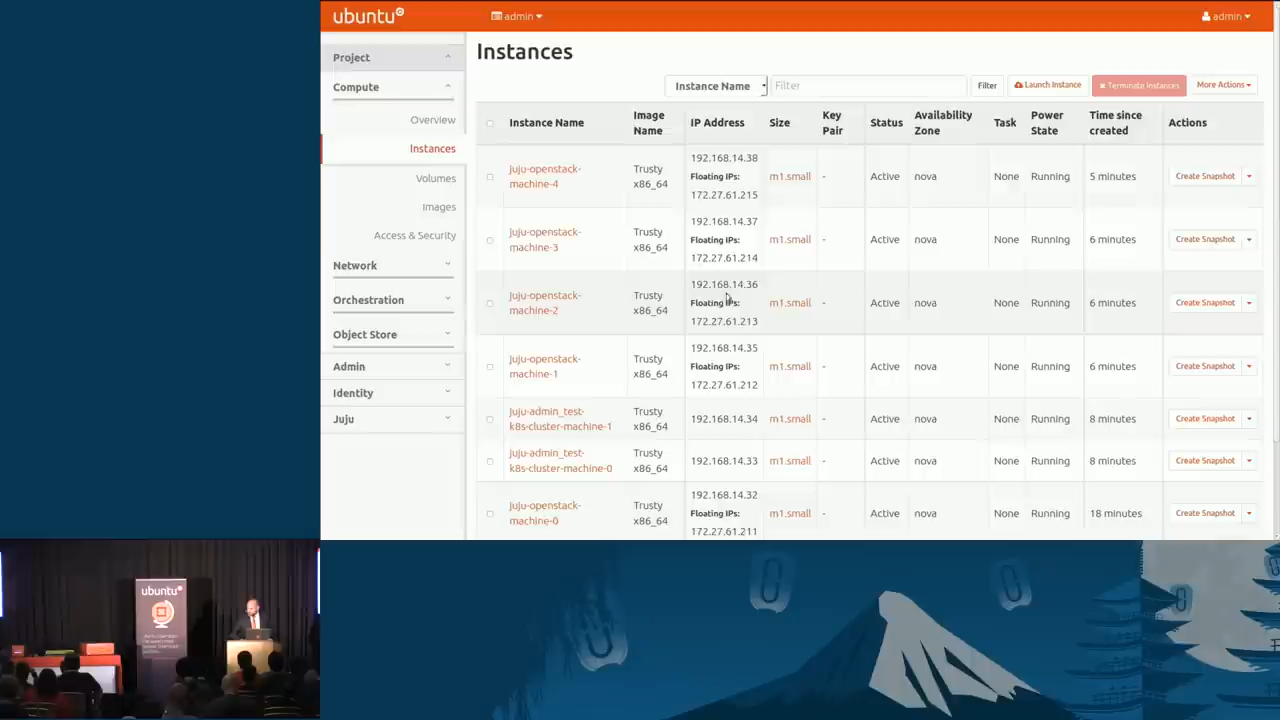 ubuntu
admin
admin
Project
Compute
Overview
Instances
Volumes
Images
Access & Security
Network
Orchestration
Object Store
Admin
Identity
Juju
Instances
Instance Name
Filter
Filter
Launch Instance
Terminate Instances
More Actions
Instance Name Image Name IP Address Size Key Pair Status Availability Zone Task Power State Time since created Actions
juju-openstack-machine-4 Trusty x86_64 192.168.14.38 Floating IPs: 172.27.61.215 m1.small - Active nova None Running 5 minutes Create Snapshot
juju-openstack-machine-3 Trusty x86_64 192.168.14.37 Floating IPs: 172.27.61.214 m1.small - Active nova None Running 6 minutes Create Snapshot
juju-openstack-machine-2 Trusty x86_64 192.168.14.36 Floating IPs: 172.27.61.213 m1.small - Active nova None Running 6 minutes Create Snapshot
juju-openstack-machine-1 Trusty x86_64 192.168.14.35 Floating IPs: 172.27.61.212 m1.small - Active nova None Running 6 minutes Create Snapshot
juju-admin_test-k8s-cluster-machine-1 Trusty x86_64 192.168.14.34 m1.small - Active nova None Running 8 minutes Create Snapshot
juju-admin_test-k8s-cluster-machine-0 Trusty x86_64 192.168.14.33 m1.small - Active nova None Running 8 minutes Create Snapshot
juju-openstack-machine-0 Trusty x86_64 192.168.14.32 Floating IPs: 172.27.61.211 m1.small - Active nova None Running 18 minutes Create Snapshot
ubuntu